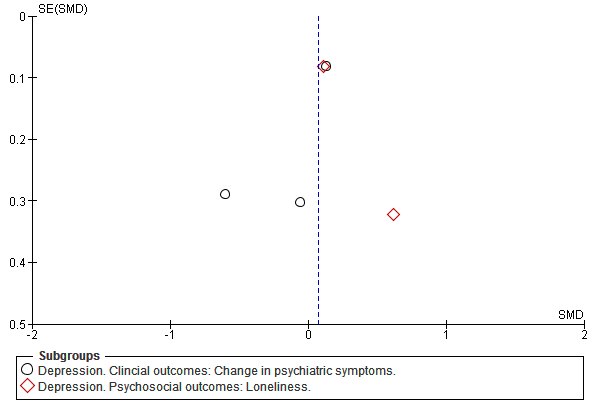 SE(SMD)
0
0.1
0.2
0.3
0.4
0.5
-2
-1
0
1
2
SMD
Subgroups
Depression. Clincial outcomes: Change in psychiatric symptoms.
Depression. Psychosocial outcomes: Loneliness.